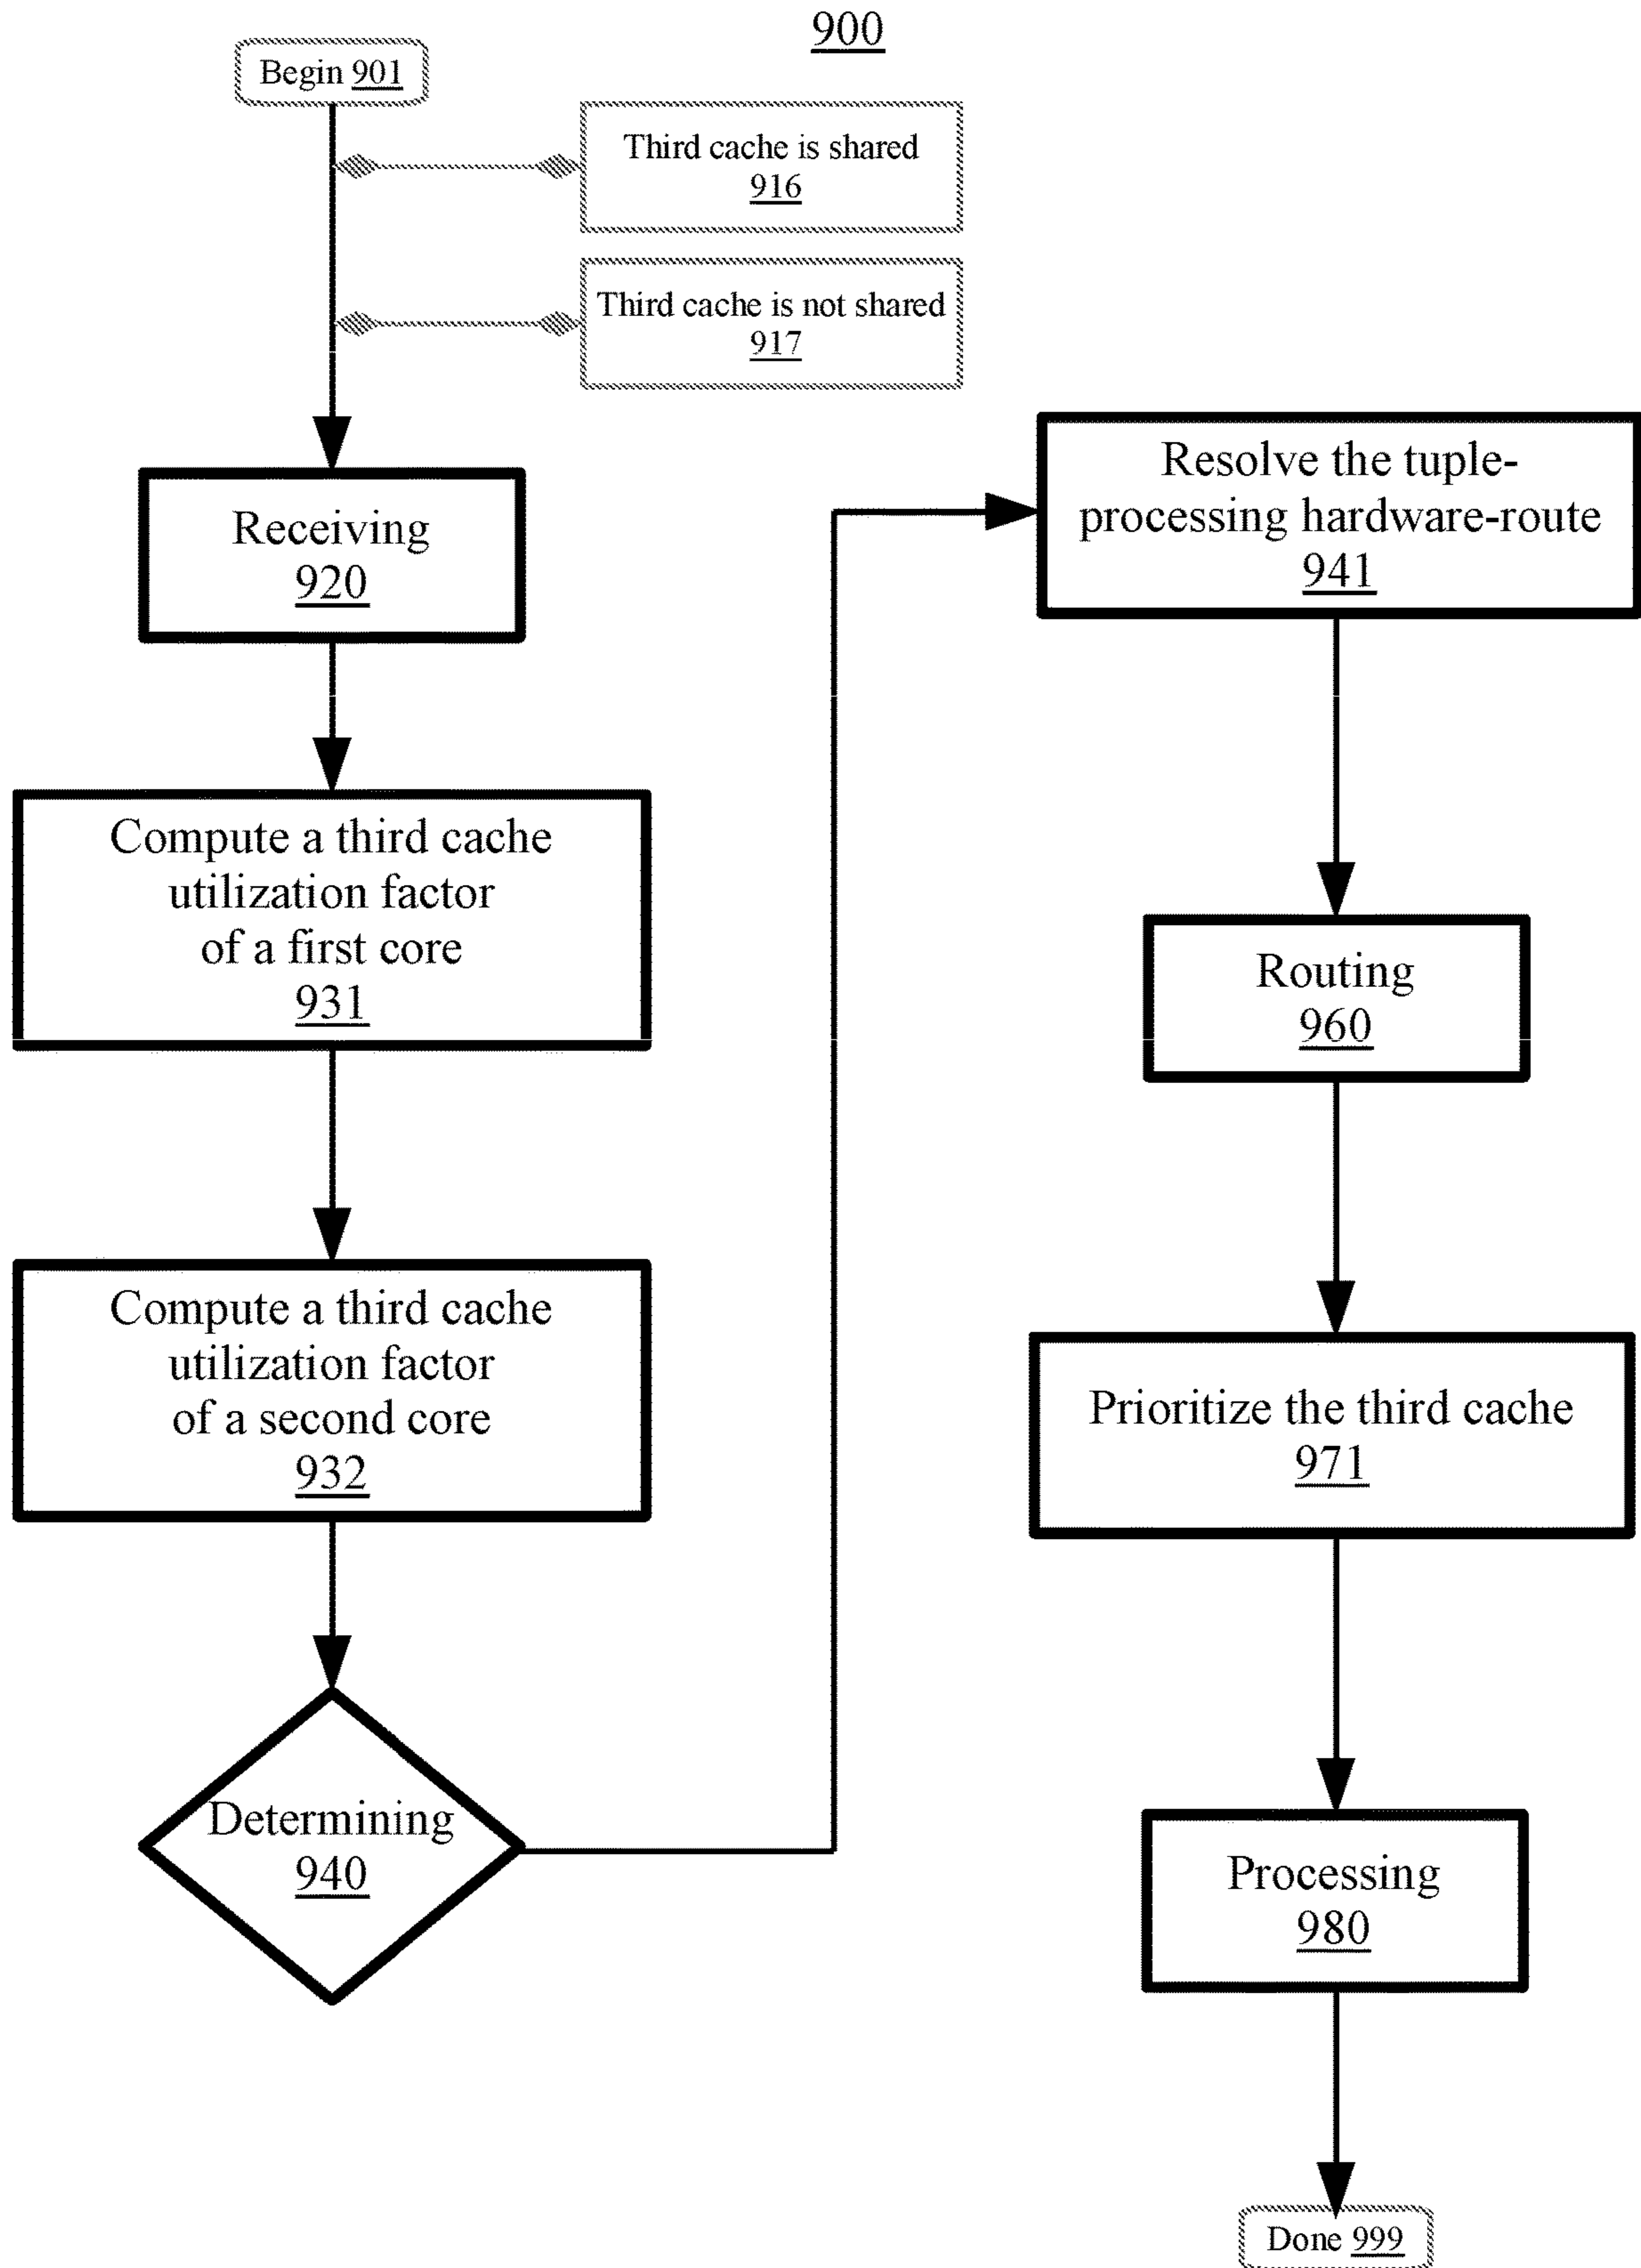 900
Begin 901
Third cache is shared
916
Third cache is not shared
917
Receiving
920
Compute a third cache
utilization factor
of a first core
931
Compute a third cache
utilization factor
of a second core
932
Determining
940
Resolve the tuple-
processing hardware-route
941
Routing
960
Prioritize the third cache
971
Processing
980
Done 999